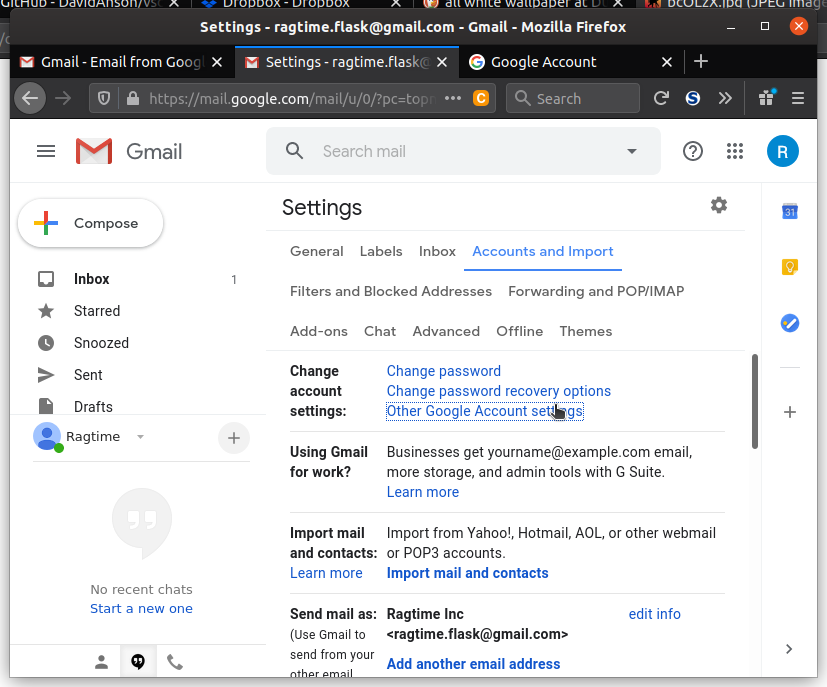 GitHub - DavidAnson/vsc
Dropbox - Dropbox
all white wallpaper at D
bcOLzX.jpg (JPEG Image
Settings - ragtime.flask@gmail.com - Gmail - Mozilla Firefox
Gmail - Email from Goog
Settings - ragtime.flask@
Google Account
https://mail.google.com/mail/u/0/?pc=topn
Search
Gmail
Search mail
R
Compose
Inbox 1
Starred
Snoozed
Sent
Drafts
Ragtime
No recent chats
Start a new one
Settings
General Labels Inbox Accounts and Import
Filters and Blocked Addresses Forwarding and POP/IMAP
Add-ons Chat Advanced Offline Themes
Change account settings:
Change password
Change password recovery options
Other Google Account settings
Using Gmail for work?
Businesses get yourname@example.com email,
more storage, and admin tools with G Suite.
Learn more
Import mail and contacts:
Learn more
Import from Yahoo!, Hotmail, AOL, or other webmail
or POP3 accounts.
Import mail and contacts
Send mail as:
(Use Gmail to
send from your
other email
Ragtime Inc
<ragtime.flask@gmail.com>
edit info
Add another email address
31